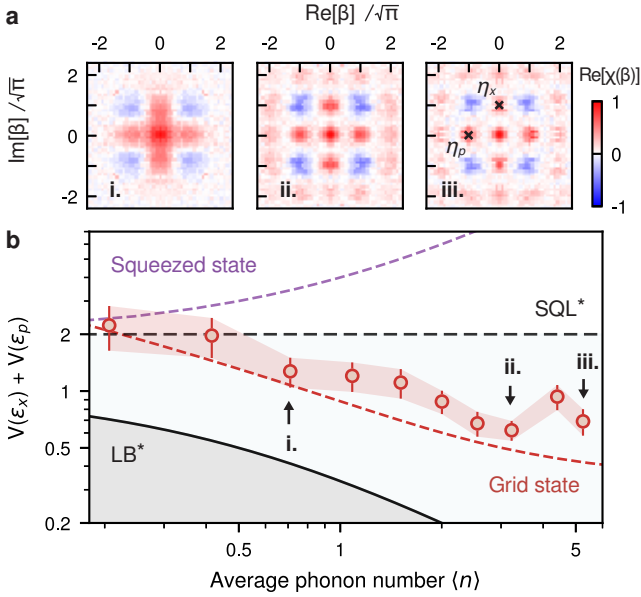 a
Re[β] /√π
-2 0 2 -2 0 2 -2 0 2
Im[β] /√π
2
0
-2
i.
ii.
iii.
η_x
η_p
Re[χ(β)]
1
0
-1
b
V(ε_x) + V(ε_p)
2
1
0.5
0.2
Squeezed state
SQL*
ii.
iii.
i.
LB*
Grid state
0.5 1 5
Average phonon number ⟨n⟩